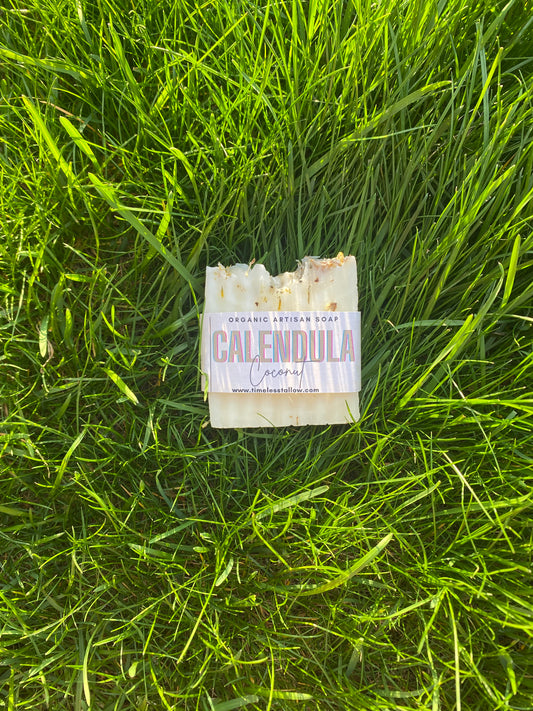 ORGANIC ARTISAN SOAP
CALENDULA
Coconut
www.timelesstallow.com